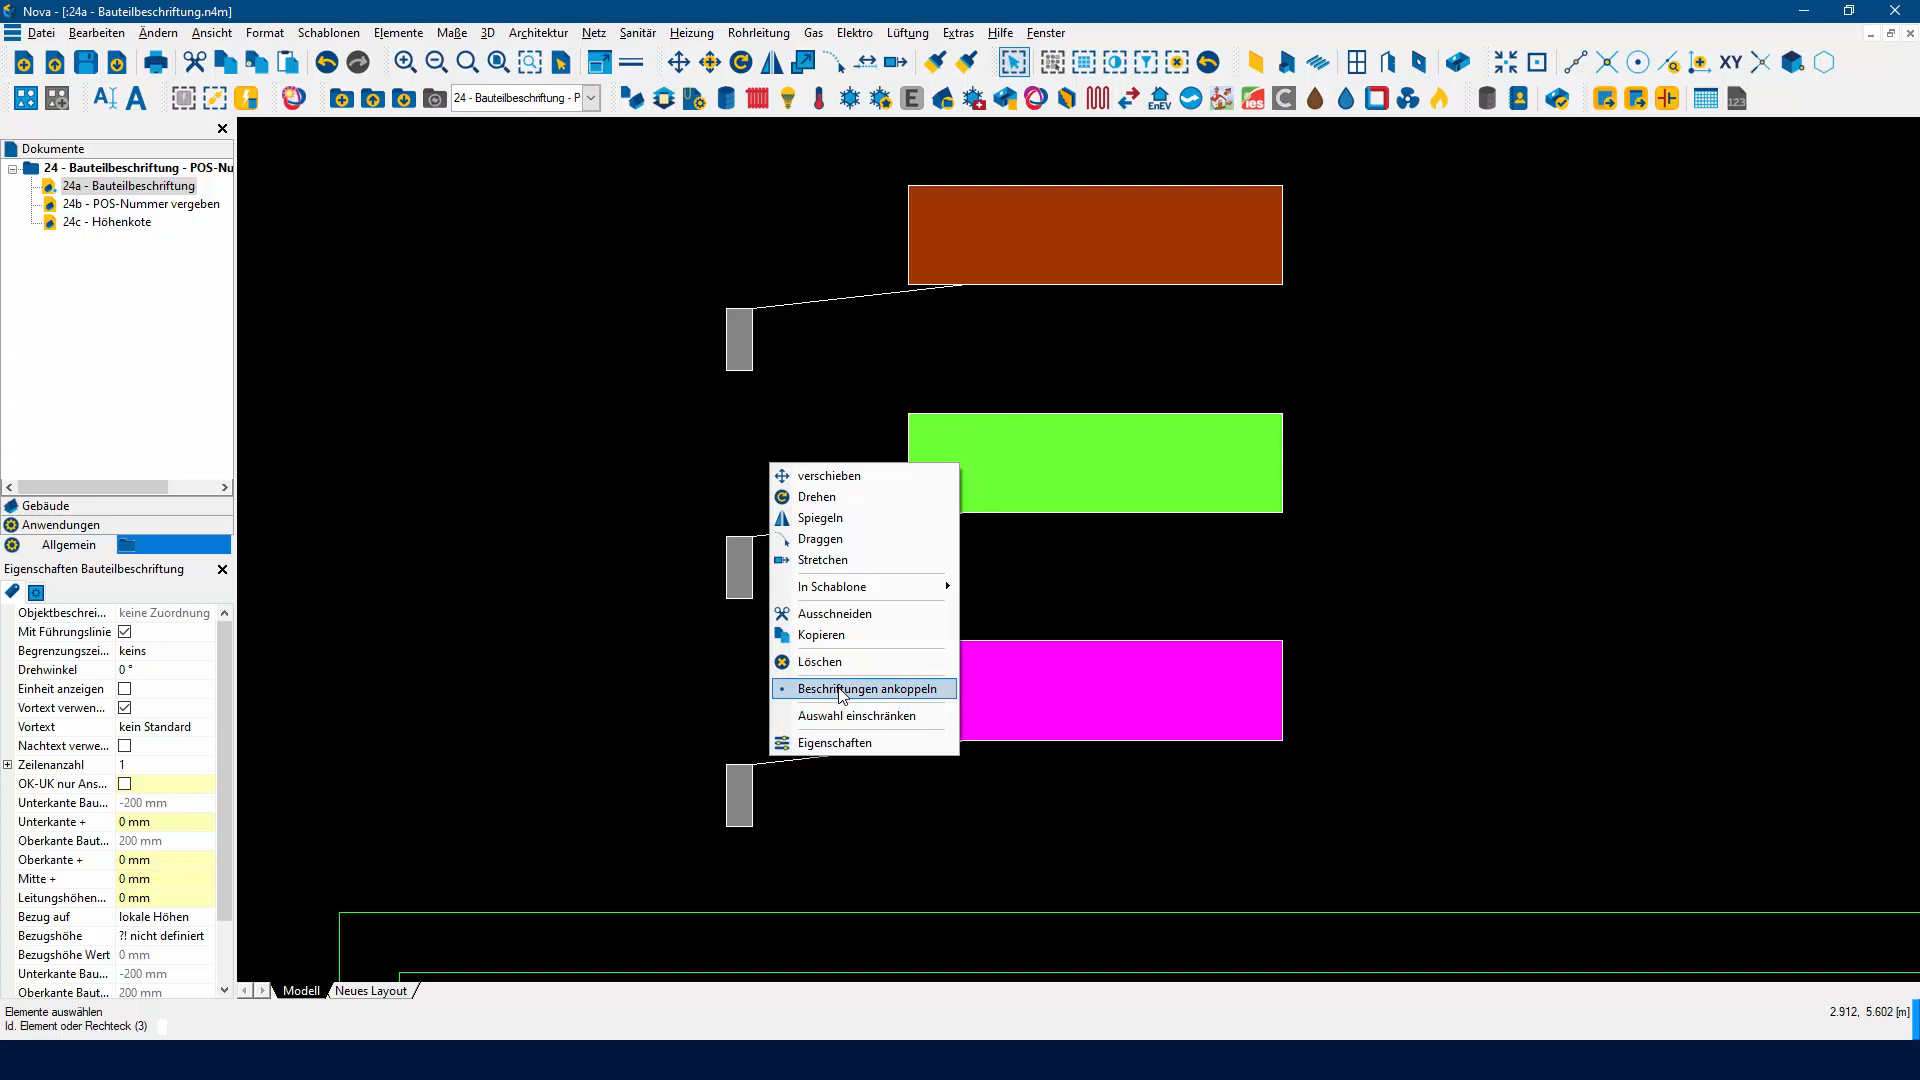 Nova - [:24a - Bauteilbeschriftung.n4m]
Datei Bearbeiten Ändern Ansicht Format Schablonen Elemente Maße 3D Architektur Netz Sanitär Heizung Rohrleitung Gas Elektro Lüftung Extras Hilfe Fenster
XY
24 - Bauteilbeschriftung - P
E
EnEV
ies
C
123
Dokumente
24 - Bauteilbeschriftung - POS-Nu
24a - Bauteilbeschriftung
24b - POS-Nummer vergeben
24c - Höhenkote
Gebäude
Anwendungen
Allgemein
Eigenschaften Bauteilbeschriftung
Objektbeschrei... keine Zuordnung
Mit Führungslinie
Begrenzungszei... keins
Drehwinkel 0 °
Einheit anzeigen
Vortext verwen...
Vortext kein Standard
Nachtext verwe...
Zeilenanzahl 1
OK-UK nur Ans...
Unterkante Bau... -200 mm
Unterkante + 0 mm
Oberkante Baut... 200 mm
Oberkante + 0 mm
Mitte + 0 mm
Leitungshöhen... 0 mm
Bezug auf lokale Höhen
Bezugshöhe ?! nicht definiert
Bezugshöhe Wert 0 mm
Unterkante Bau... -200 mm
Oberkante Baut... 200 mm
verschieben
Drehen
Spiegeln
Draggen
Stretchen
In Schablone
Ausschneiden
Kopieren
Löschen
Beschriftungen ankoppeln
Auswahl einschränken
Eigenschaften
Modell Neues Layout
Elemente auswählen
Id. Element oder Rechteck (3)
2.912, 5.602 [m]